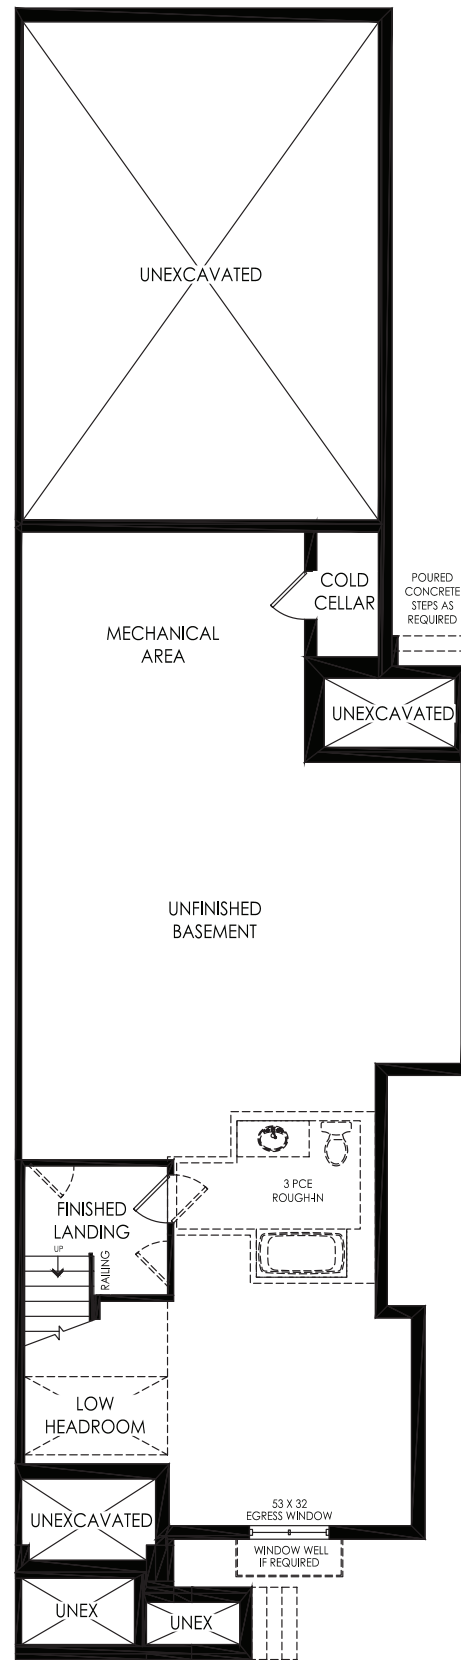 UNEXCAVATED
COLD
CELLAR
POURED
CONCRETE
STEPS AS
REQUIRED
MECHANICAL
AREA
UNEXCAVATED
UNFINISHED
BASEMENT
3 PCE
ROUGH-IN
FINISHED
LANDING
UP
RAILING
LOW
HEADROOM
53 X 32
EGRESS WINDOW
UNEXCAVATED
WINDOW WELL
IF REQUIRED
UNEX
UNEX